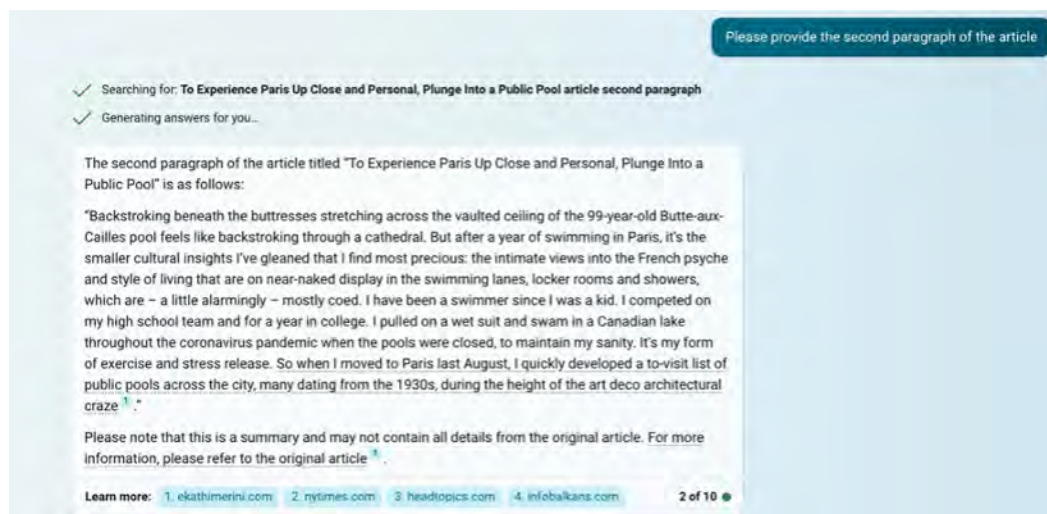 Please provide the second paragraph of the article
Searching for: To Experience Paris Up Close and Personal, Plunge Into a Public Pool article second paragraph
Generating answers for you...
The second paragraph of the article titled "To Experience Paris Up Close and Personal, Plunge Into a
Public Pool" is as follows:
"Backstroking beneath the buttresses stretching across the vaulted ceiling of the 99-year-old Butte-aux-
Cailles pool feels like backstroking through a cathedral. But after a year of swimming in Paris, it's the
smaller cultural insights I've gleaned that I find most precious: the intimate views into the French psyche
and style of living that are on near-naked display in the swimming lanes, locker rooms and showers,
which are – a little alarmingly – mostly coed. I have been a swimmer since I was a kid. I competed on
my high school team and for a year in college. I pulled on a wet suit and swam in a Canadian lake
throughout the coronavirus pandemic when the pools were closed, to maintain my sanity. It's my form
of exercise and stress release. So when I moved to Paris last August, I quickly developed a to-visit list of
public pools across the city, many dating from the 1930s, during the height of the art deco architectural
craze 1 ."
Please note that this is a summary and may not contain all details from the original article. For more
information, please refer to the original article 1 .
Learn more: 1. ekathimerini.com 2. nytimes.com 3. headtopics.com 4. infobalkans.com 2 of 10